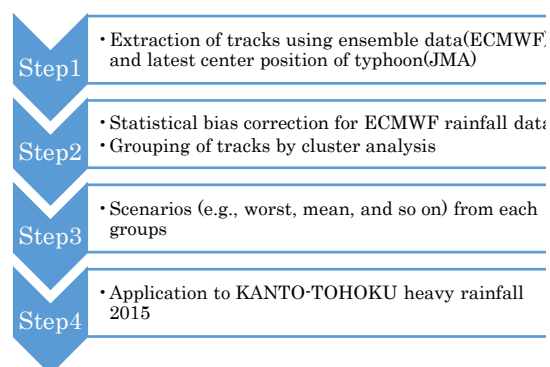 Step1
・Extraction of tracks using ensemble data(ECMWF)
and latest center position of typhoon(JMA)
Step2
・Statistical bias correction for ECMWF rainfall data
・Grouping of tracks by cluster analysis
Step3
・Scenarios (e.g., worst, mean, and so on) from each
groups
Step4
・Application to KANTO-TOHOKU heavy rainfall
2015